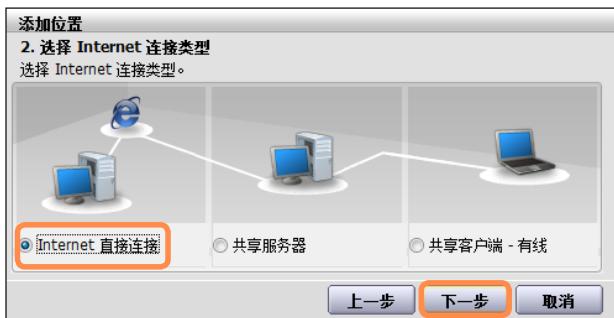 添加位置
2. 选择 Internet 连接类型
选择 Internet 连接类型。
Internet 直接连接 共享服务器 共享客户端 - 有线
上一步 下一步 取消